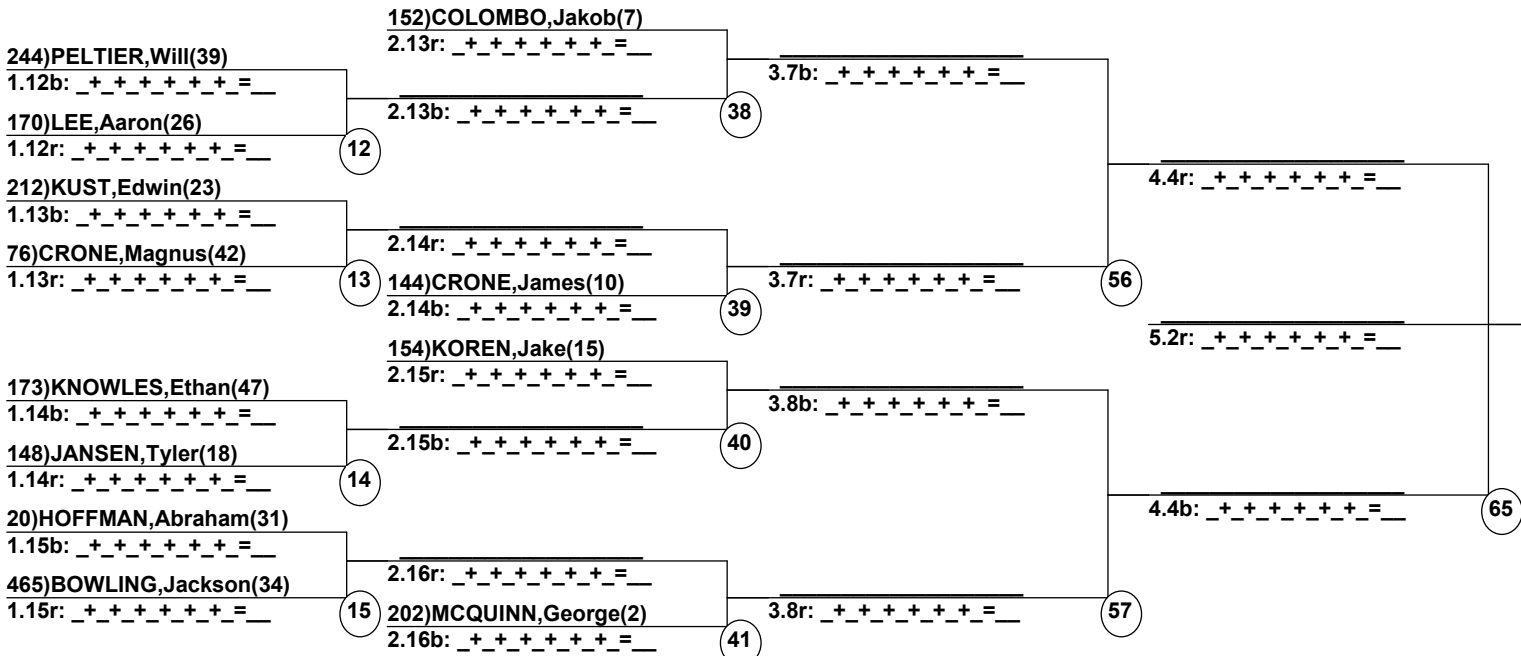 152)COLOMBO,Jakob(7)
2.13r: _+_+_+_+_+_=__
244)PELTIER,Will(39)
1.12b: _+_+_+_+_+_=__
2.13b: _+_+_+_+_+_=__
38
170)LEE,Aaron(26)
1.12r: _+_+_+_+_+_=__
12
3.7b: _+_+_+_+_+_=__
212)KUST,Edwin(23)
1.13b: _+_+_+_+_+_=__
2.14r: _+_+_+_+_+_=__
76)CRONE,Magnus(42)
1.13r: _+_+_+_+_+_=__
13
144)CRONE,James(10)
2.14b: _+_+_+_+_+_=__
39
3.7r: _+_+_+_+_+_=__
56
4.4r: _+_+_+_+_+_=__
5.2r: _+_+_+_+_+_=__
154)KOREN,Jake(15)
2.15r: _+_+_+_+_+_=__
173)KNOWLES,Ethan(47)
1.14b: _+_+_+_+_+_=__
2.15b: _+_+_+_+_+_=__
40
148)JANSEN,Tyler(18)
1.14r: _+_+_+_+_+_=__
14
3.8b: _+_+_+_+_+_=__
20)HOFFMAN,Abraham(31)
1.15b: _+_+_+_+_+_=__
2.16r: _+_+_+_+_+_=__
465)BOWLING,Jackson(34)
1.15r: _+_+_+_+_+_=__
15
202)MCQUINN,George(2)
2.16b: _+_+_+_+_+_=__
41
3.8r: _+_+_+_+_+_=__
57
4.4b: _+_+_+_+_+_=__
65